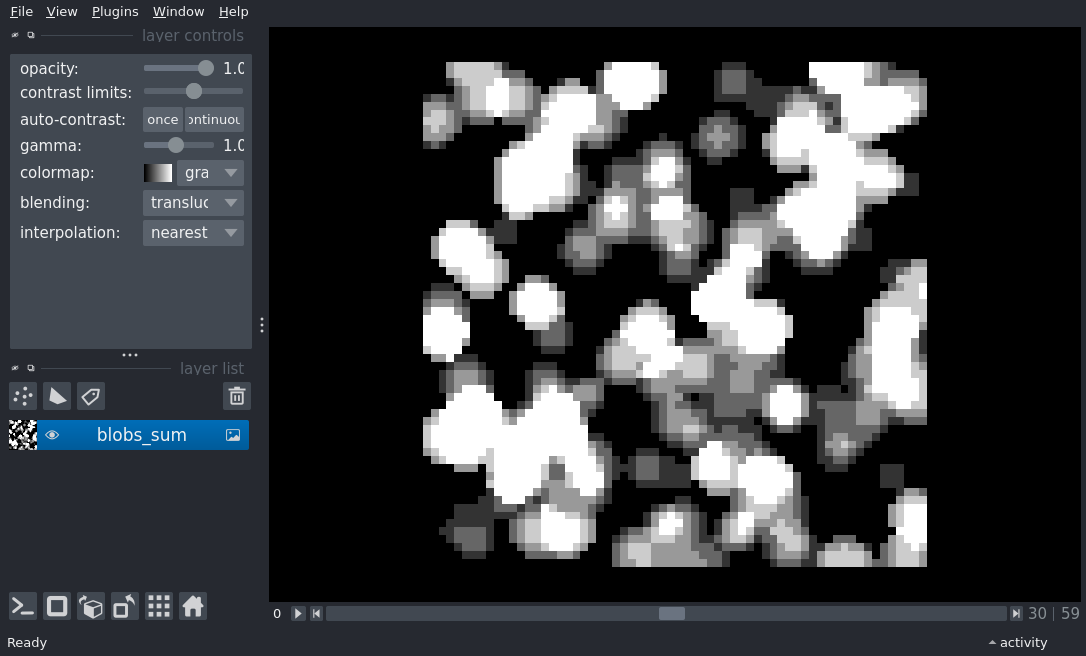 File View Plugins Window Help
layer controls
opacity: 1.0
contrast limits:
auto-contrast: once ontinuou
gamma: 1.0
colormap: gra
blending: transluc
interpolation: nearest
layer list
blobs_sum
0 30 | 59
Ready activity